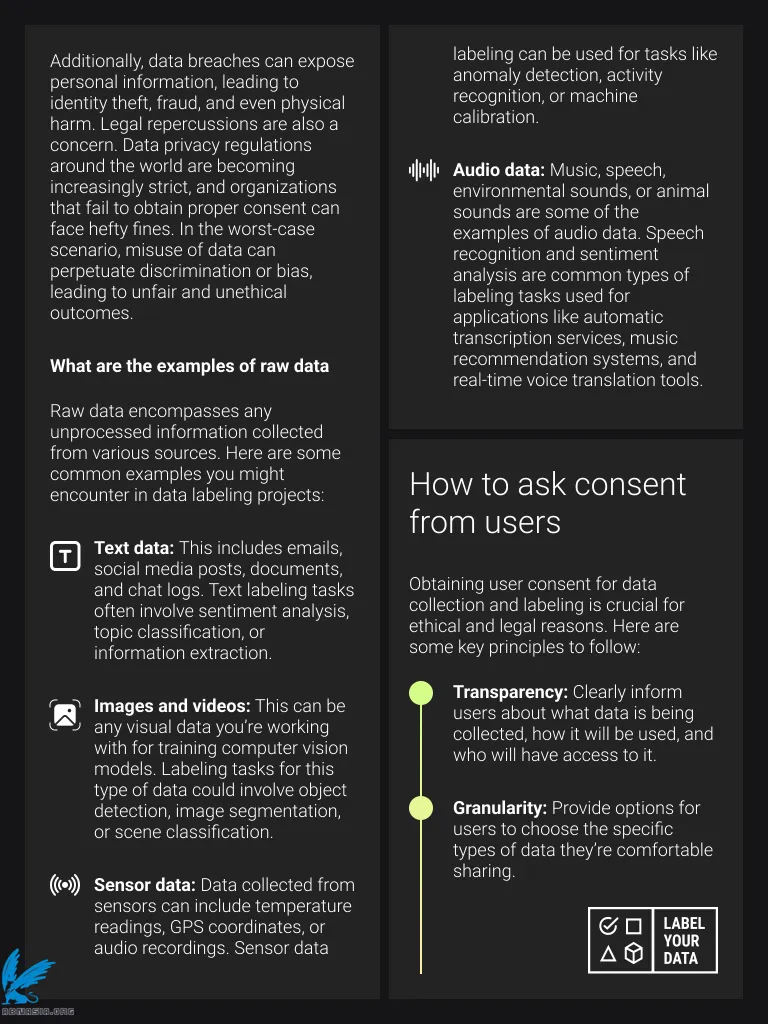 Additionally, data breaches can expose
personal information, leading to
identity theft, fraud, and even physical
harm. Legal repercussions are also a
concern. Data privacy regulations
around the world are becoming
increasingly strict, and organizations
that fail to obtain proper consent can
face hefty fines. In the worst-case
scenario, misuse of data can
perpetuate discrimination or bias,
leading to unfair and unethical
outcomes.
What are the examples of raw data
Raw data encompasses any
unprocessed information collected
from various sources. Here are some
common examples you might
encounter in data labeling projects:
T
Text data: This includes emails,
social media posts, documents,
and chat logs. Text labeling tasks
often involve sentiment analysis,
topic classification, or
information extraction.
Images and videos: This can be
any visual data you’re working
with for training computer vision
models. Labeling tasks for this
type of data could involve object
detection, image segmentation,
or scene classification.
Sensor data: Data collected from
sensors can include temperature
readings, GPS coordinates, or
audio recordings. Sensor data
labeling can be used for tasks like
anomaly detection, activity
recognition, or machine
calibration.
Audio data: Music, speech,
environmental sounds, or animal
sounds are some of the
examples of audio data. Speech
recognition and sentiment
analysis are common types of
labeling tasks used for
applications like automatic
transcription services, music
recommendation systems, and
real-time voice translation tools.
How to ask consent
from users
Obtaining user consent for data
collection and labeling is crucial for
ethical and legal reasons. Here are
some key principles to follow:
Transparency: Clearly inform
users about what data is being
collected, how it will be used, and
who will have access to it.
Granularity: Provide options for
users to choose the specific
types of data they’re comfortable
sharing.
LABEL
YOUR
DATA
ABMASIA.ORG